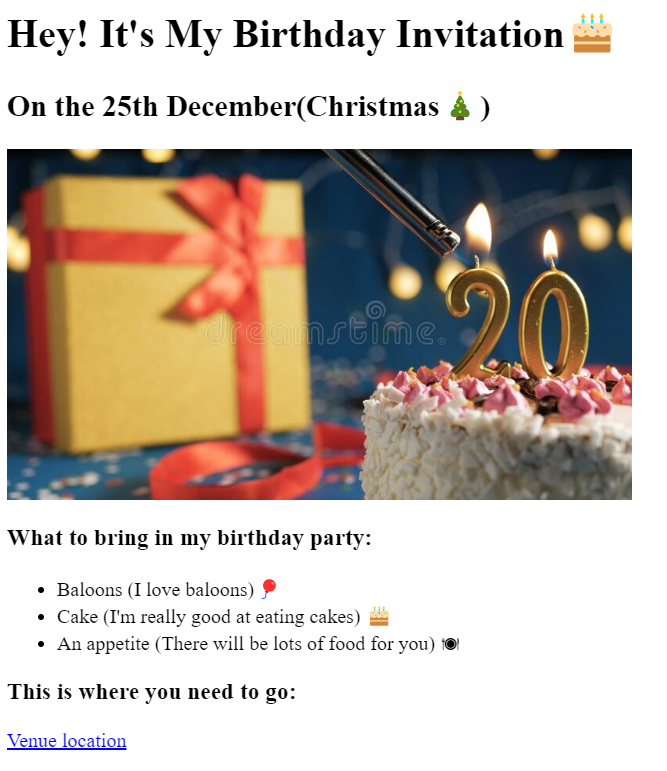 Hey! It's My Birthday Invitation 🎂
On the 25th December(Christmas 🎄 )
20
dreamstime.
What to bring in my birthday party:
• Baloons (I love baloons) 🎈
• Cake (I'm really good at eating cakes) 🎂
• An appetite (There will be lots of food for you) 🍽
This is where you need to go:
Venue location